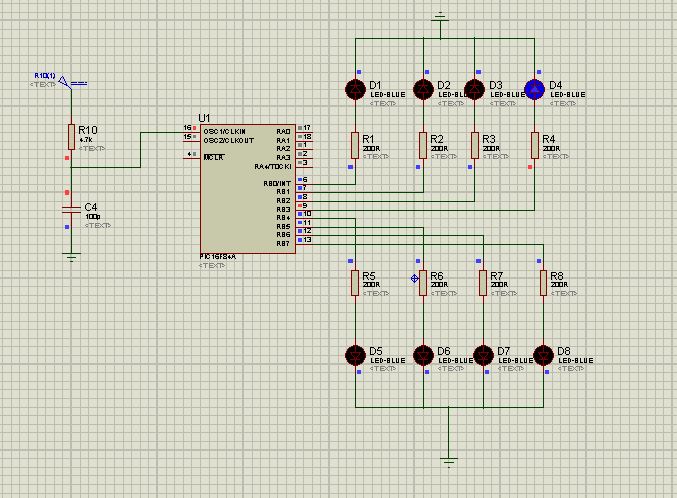 R10(1)
<TEXT>
R10
4.7k
<TEXT>
C4
100p
<TEXT>
U1
16
15
4
OSC1/CLKIN
OSC2/CLKOUT
MCLR
RA0
RA1
RA2
RA3
RA4/T0CKI
RB0/INT
RB1
RB2
RB3
RB4
RB5
RB6
RB7
17
18
1
2
3
6
7
8
9
10
11
12
13
PIC16F84A
<TEXT>
D1
LED-BLUE
<TEXT>
D2
LED-BLUE
<TEXT>
D3
LED-BLUE
<TEXT>
D4
LED-BLUE
<TEXT>
R1
200R
<TEXT>
R2
200R
<TEXT>
R3
200R
<TEXT>
R4
200R
<TEXT>
R5
200R
<TEXT>
R6
200R
<TEXT>
R7
200R
<TEXT>
R8
200R
<TEXT>
D5
LED-BLUE
<TEXT>
D6
LED-BLUE
<TEXT>
D7
LED-BLUE
<TEXT>
D8
LED-BLUE
<TEXT>